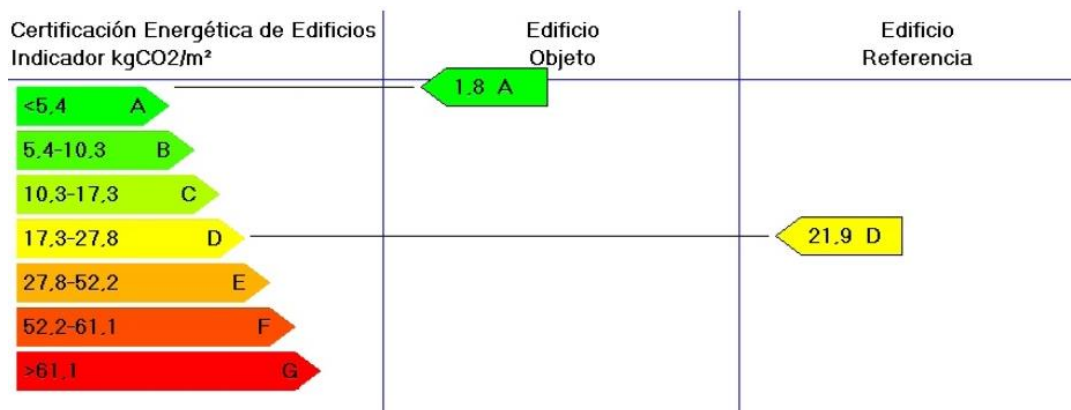 Certificación Energética de Edificios
Indicador kgCO2/m²
Edificio
Objeto
Edificio
Referencia
<5,4 A
1,8 A
5,4-10,3 B
10,3-17,3 C
17,3-27,8 D
21,9 D
27,8-52,2 E
52,2-61,1 F
>61,1 G